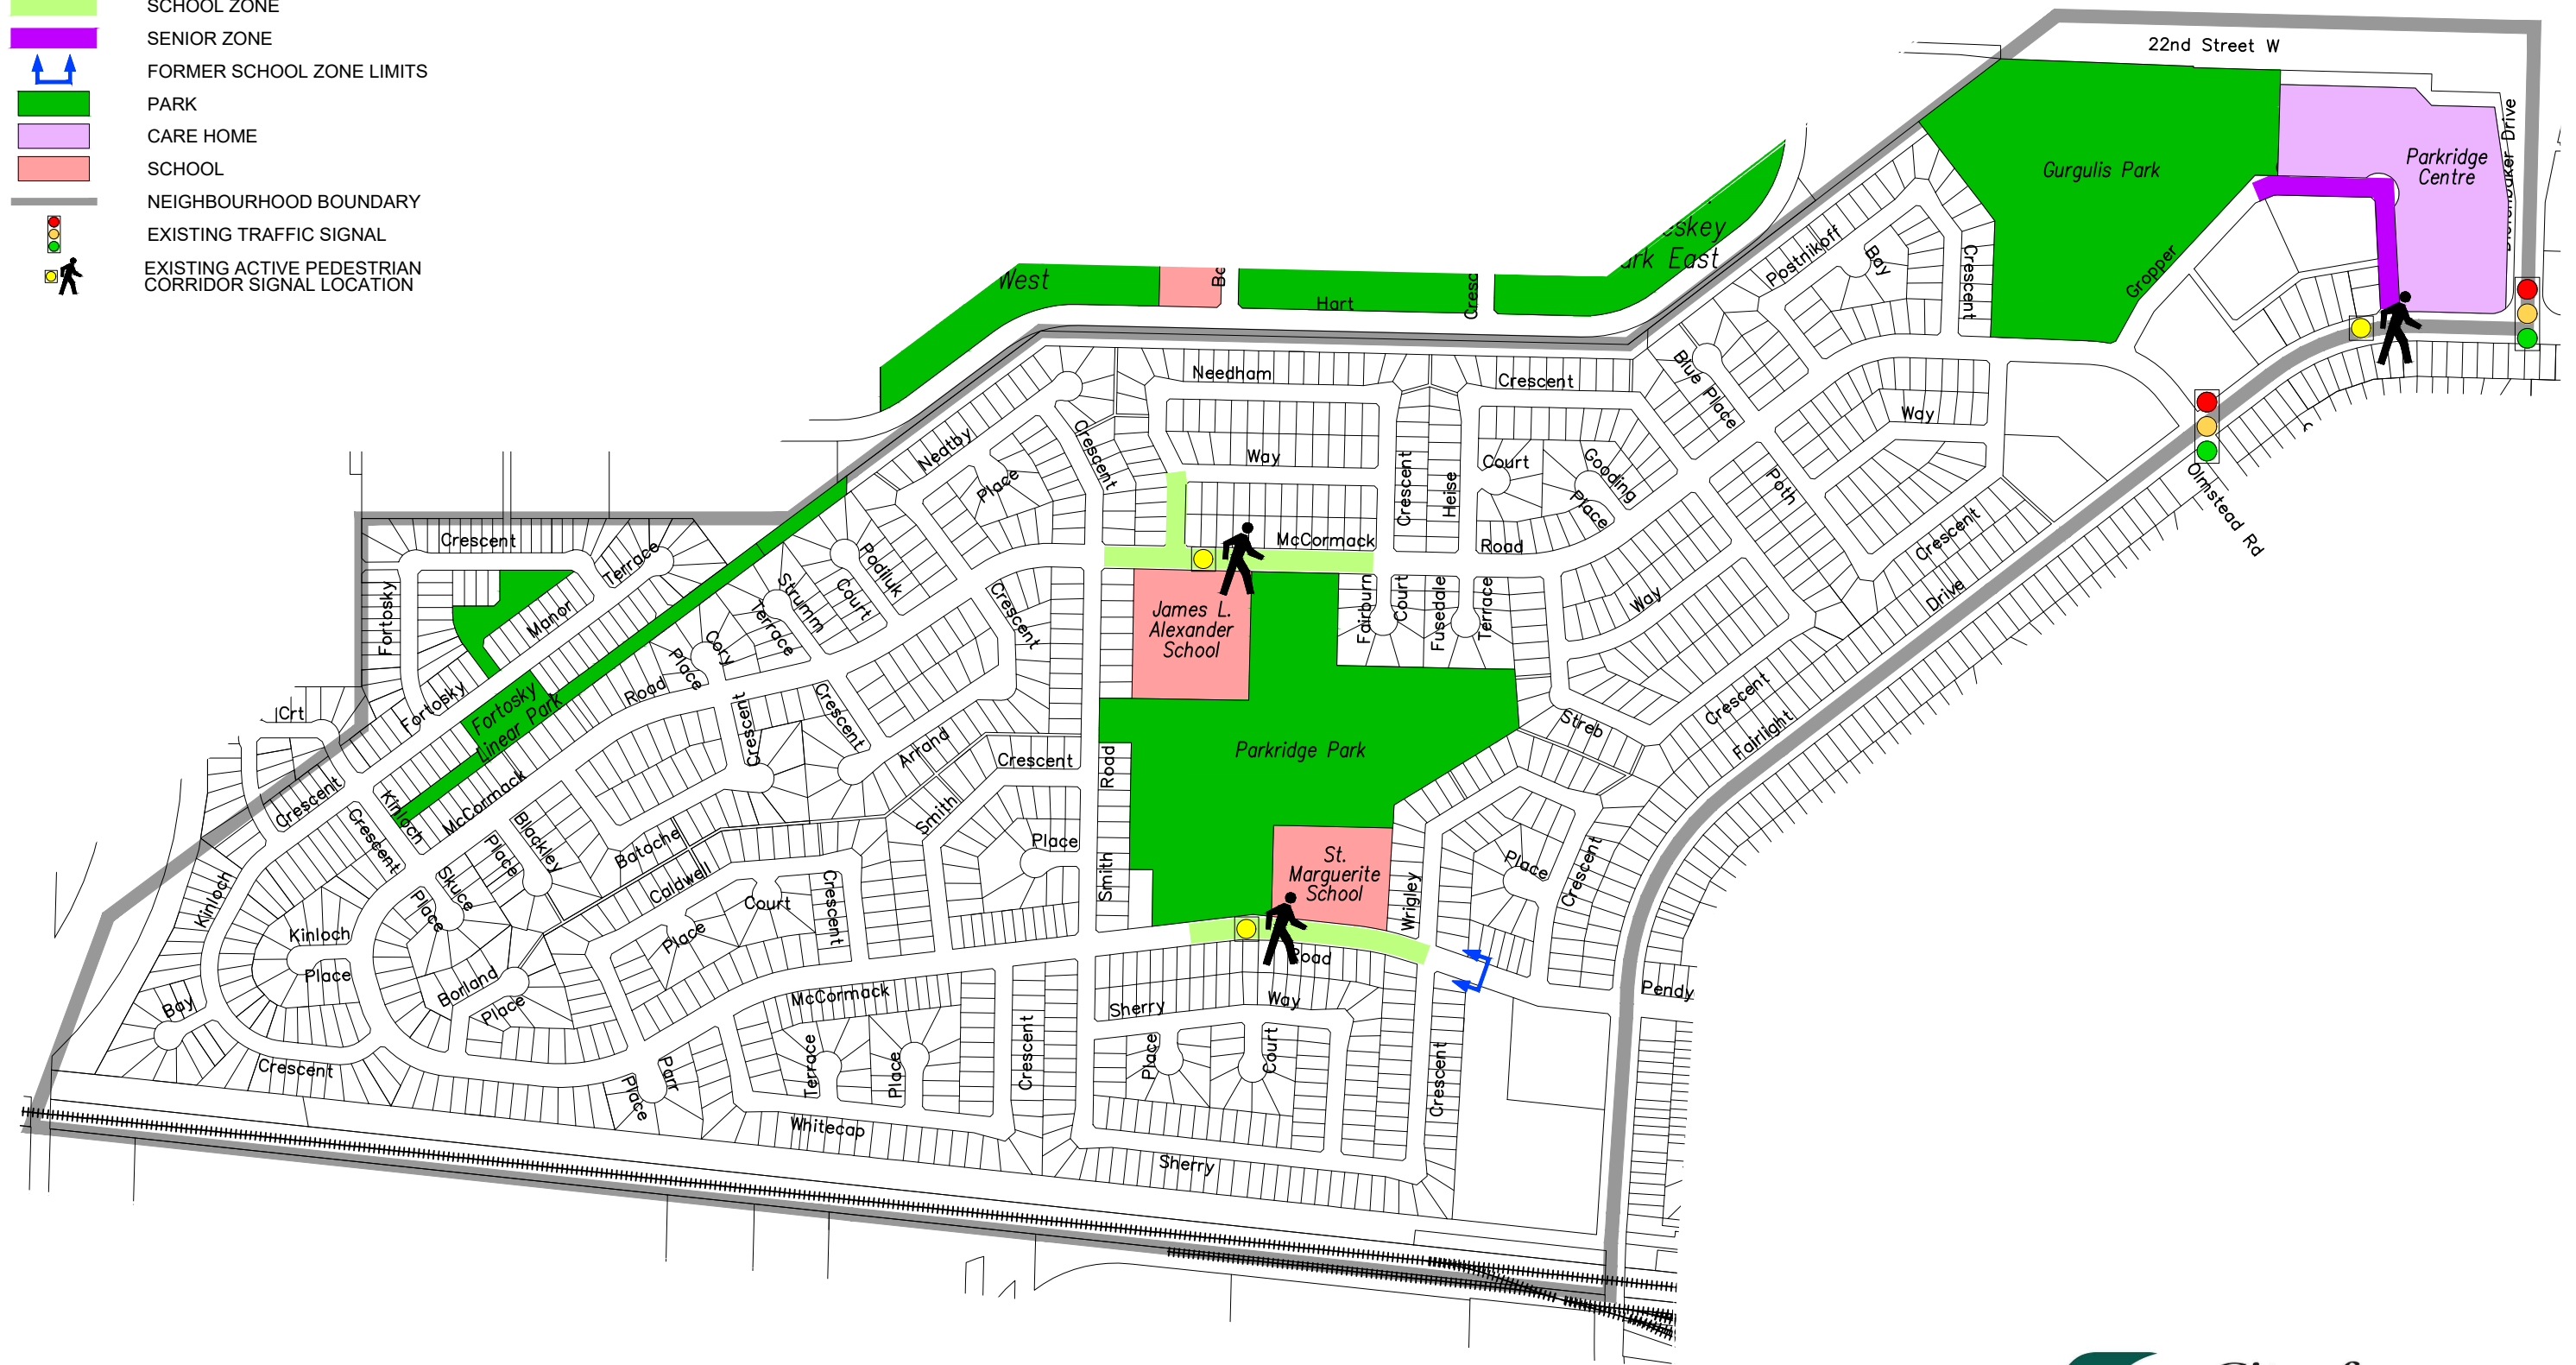 SCHOOL ZONE
SENIOR ZONE
FORMER SCHOOL ZONE LIMITS
PARK
CARE HOME
SCHOOL
NEIGHBOURHOOD BOUNDARY
EXISTING TRAFFIC SIGNAL
EXISTING ACTIVE PEDESTRIAN
CORRIDOR SIGNAL LOCATION
22nd Street W
Drive
Gurgulis Park
Parkridge
Centre
Gropper
West
Hart
Postnikoff
Bay
Crescent
Blue Place
Needham
Crescent
Way
Neatby
Crescent
Place
Way
Crescent
Heise
Court
Gooding
Place
Poth
Olmstead Rd
McCormack
Road
Crescent
Drive
Crescent
Terrace
Fortosky
Manor
Podiluk
Court
Strumm
Terrace
Cory
Place
Crescent
James L.
Alexander
School
Fairburn
Court
Fusedale
Terrace
Way
Fortosky
Fortosky
Linear Park
Road
Crescent
Crescent
Arrand
Crescent
Road
Parkridge Park
Streb
Crescent
Fairlight
Crt
Crescent
Kinloch
McCormack
Crescent
Blackley
Place
Skuce
Place
Batoche
Caldwell
Smith
Place
Smith
St.
Marguerite
School
Wrigley
Place
Crescent
Kinloch
Kinloch
Place
Court
Place
Crescent
Borland
Place
McCormack
Road
Sherry
Way
Pendy
Bay
Crescent
Place
Parr
Terrace
Place
Crescent
Place
Court
Crescent
Whitecap
Sherry